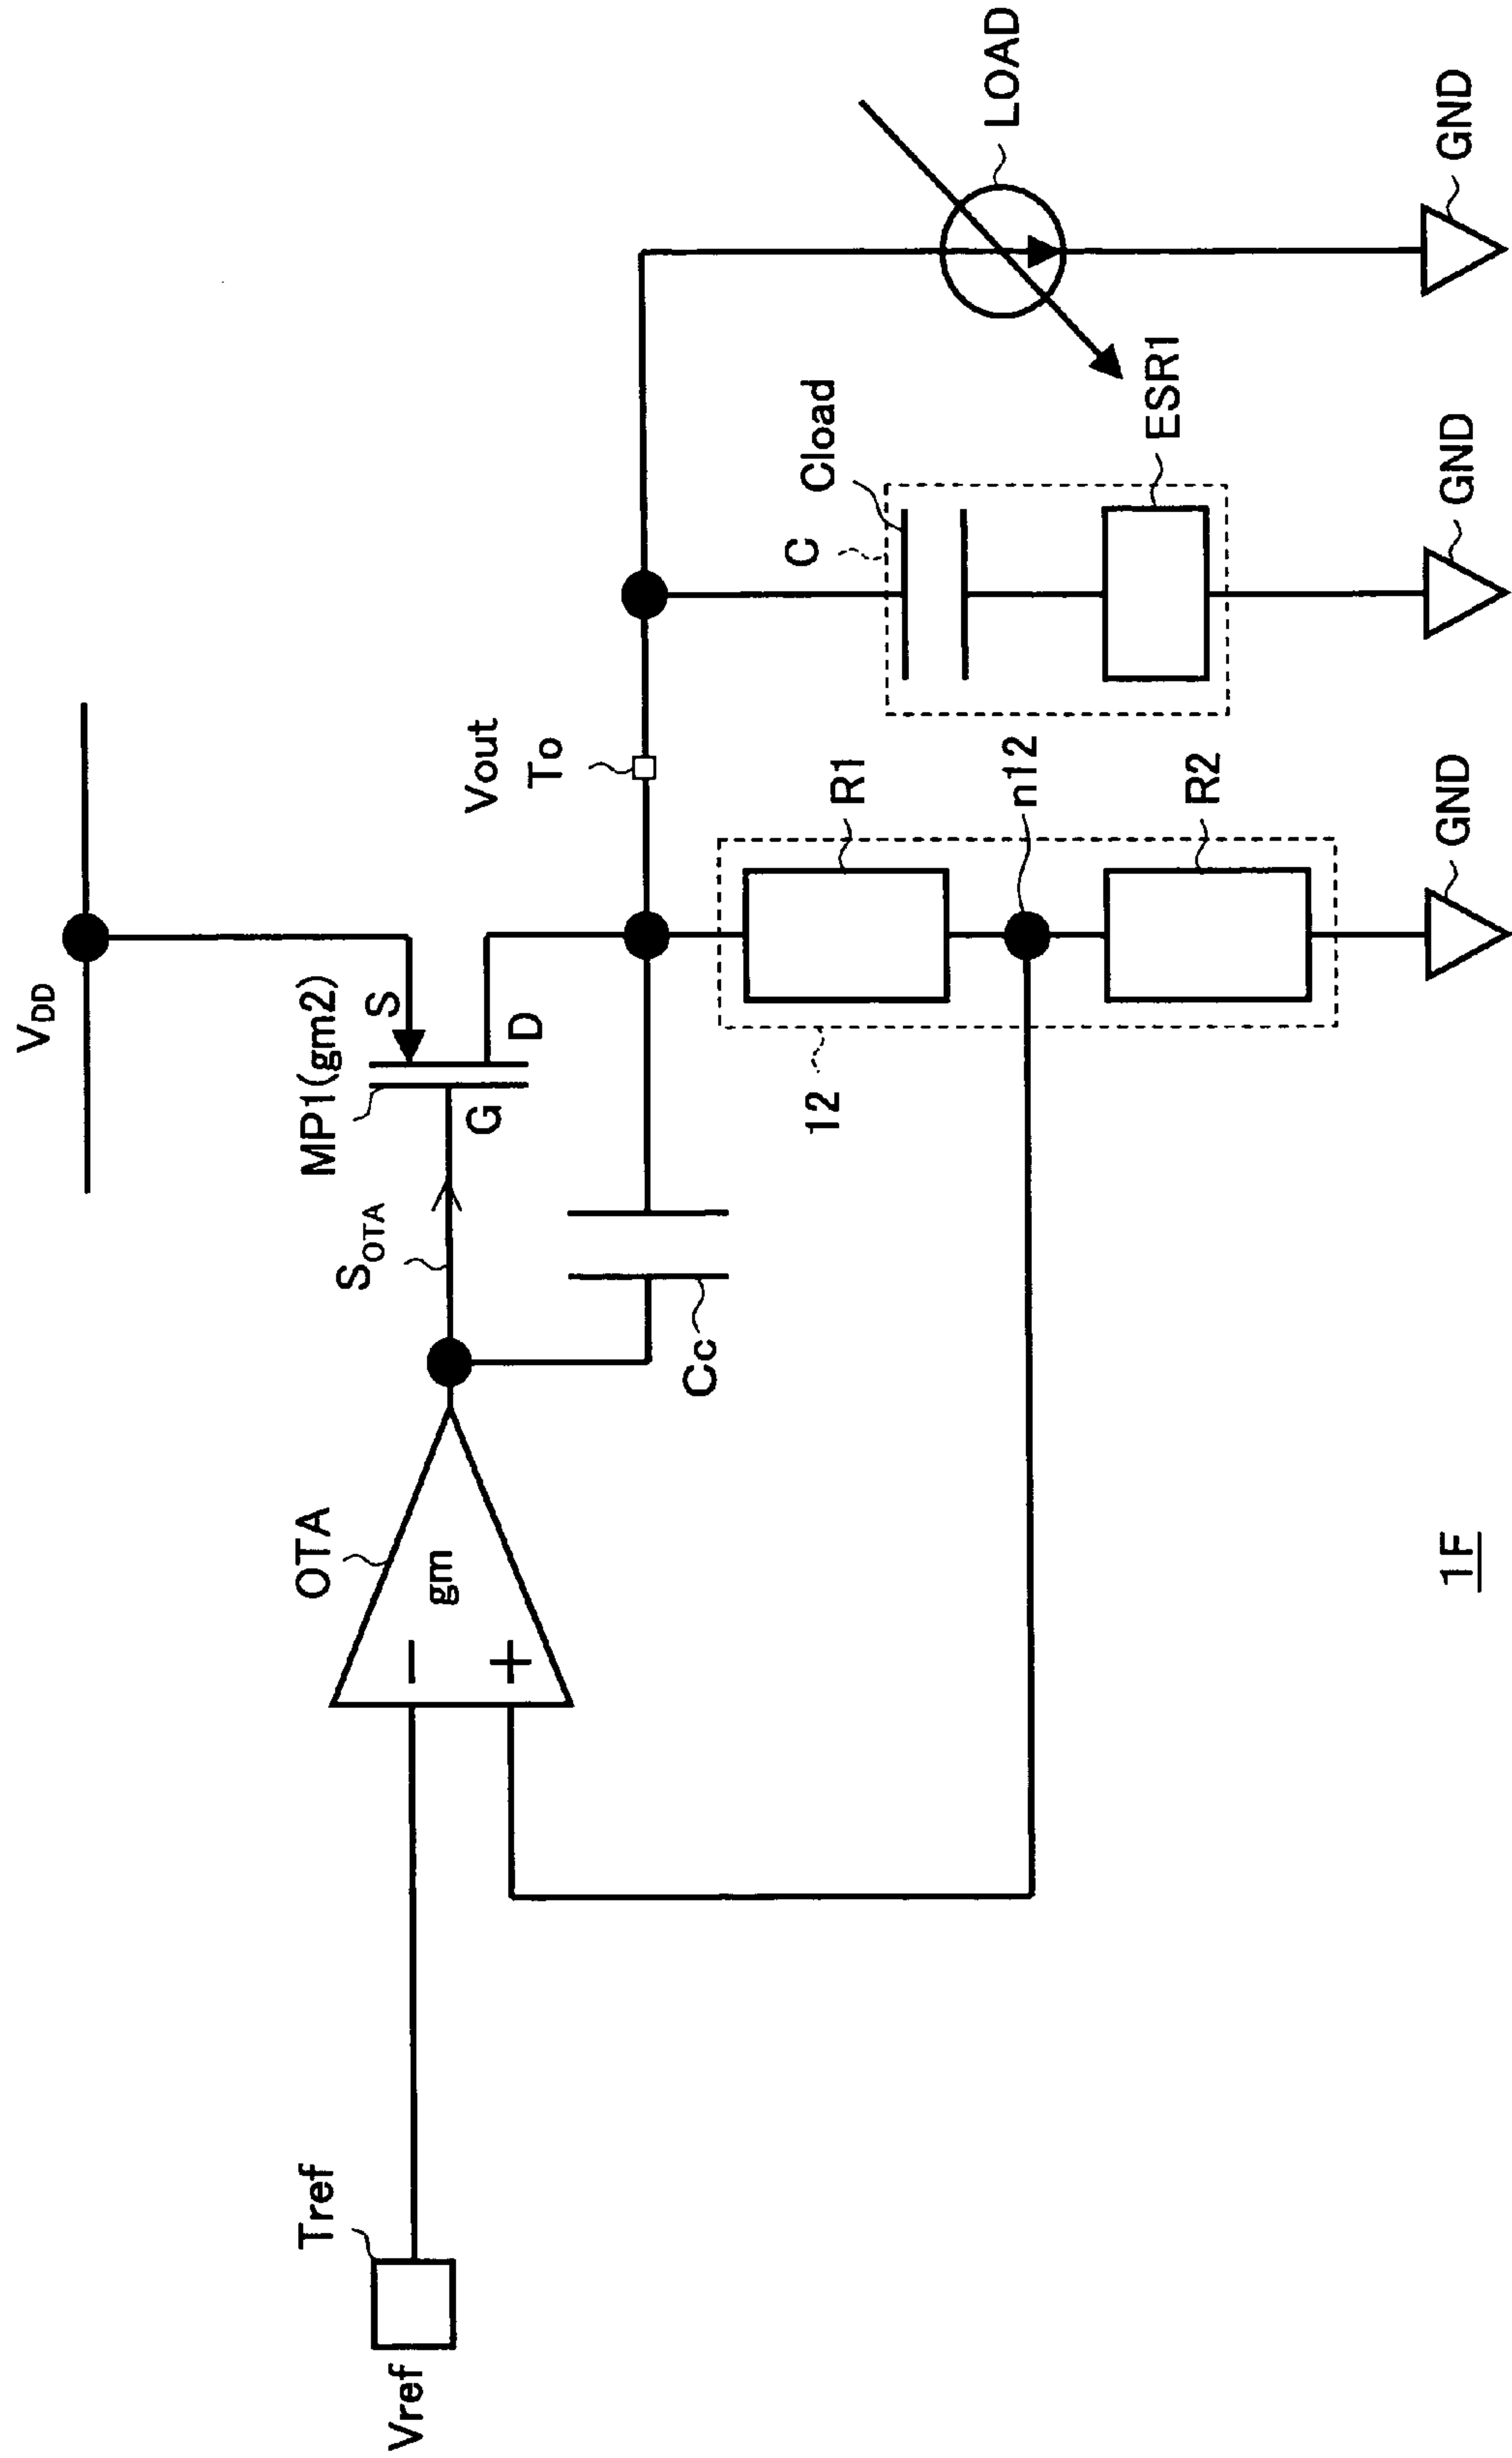 VDD
MP1(gm2)
S
G
D
SOTA
OTA
gm
−
+
Cc
Tref
Vref
Vout
To
12
R1
n12
R2
C
Cload
ESR1
LOAD
GND
GND
GND
1F